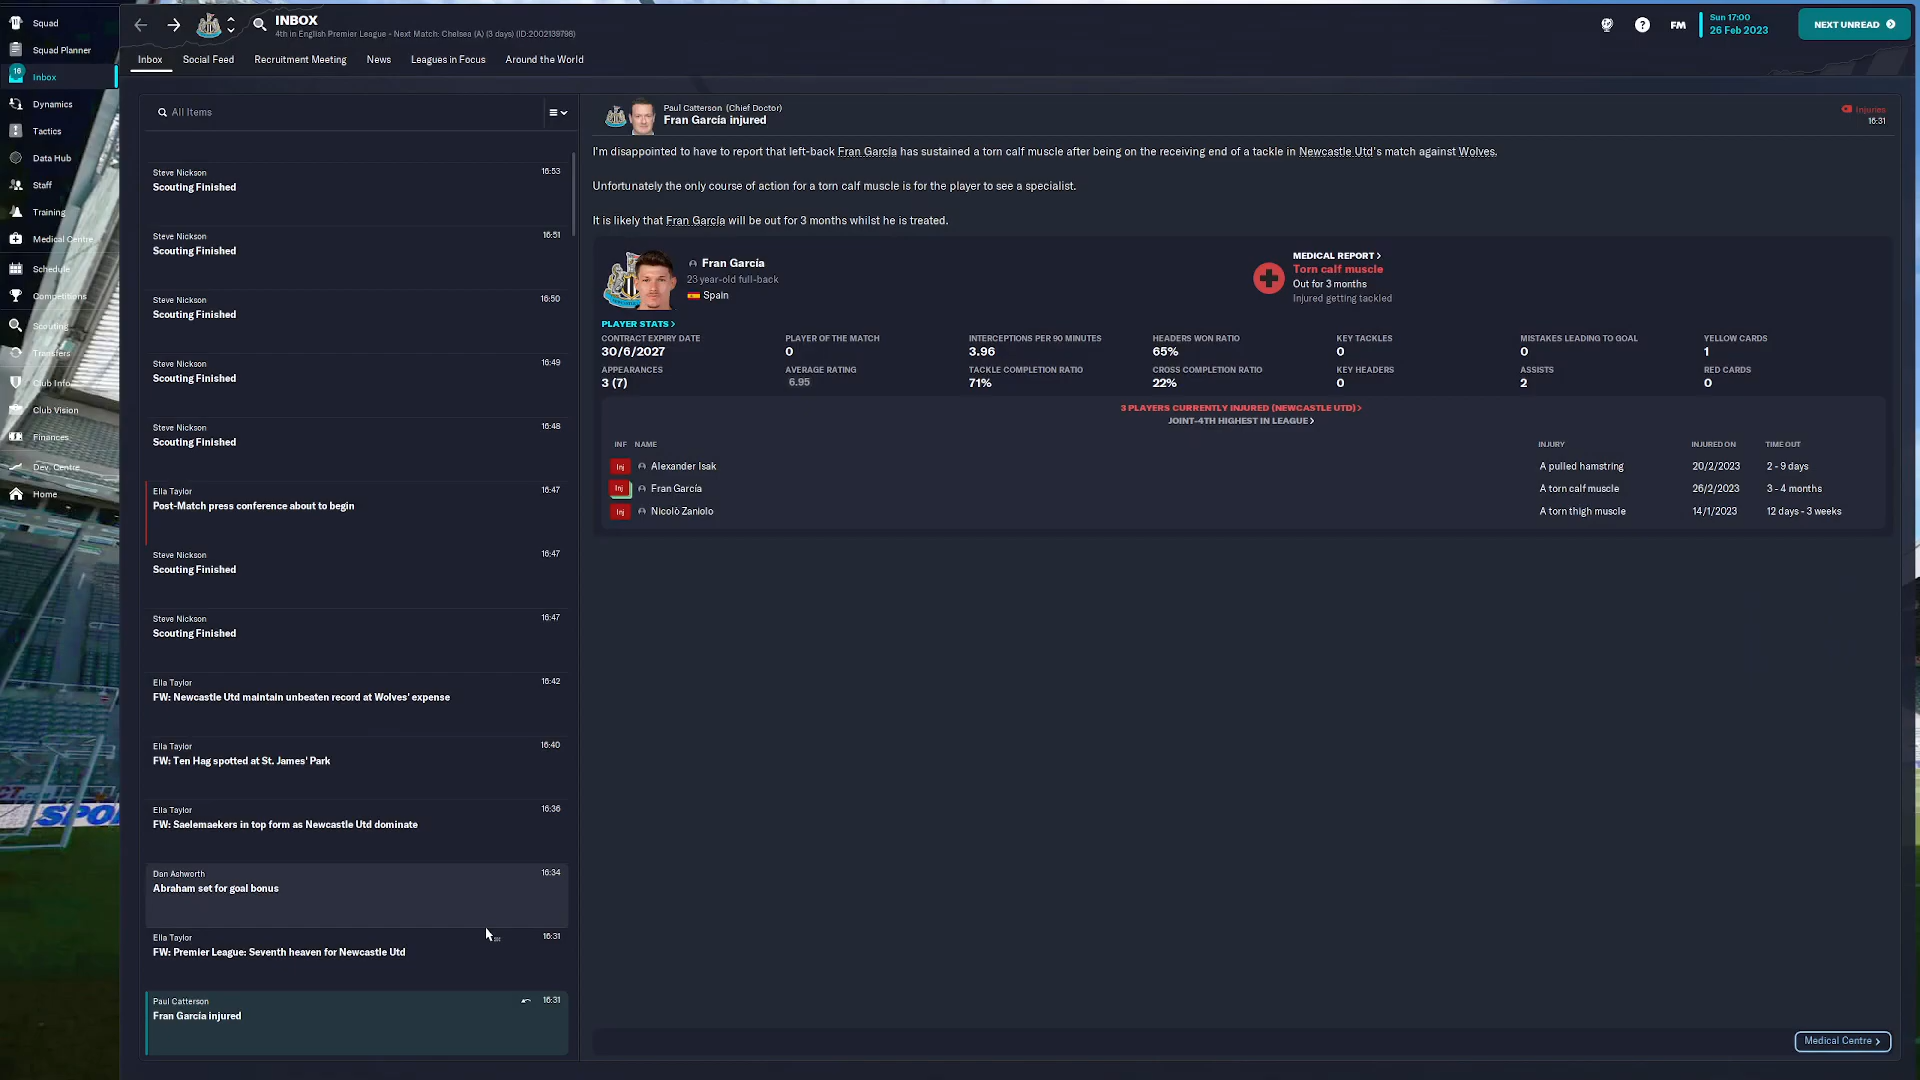 Squad
Squad Planner
16
Inbox
Dynamics
Tactics
Data Hub
Staff
Training
Medical Centre
Schedule
Competitions
Scouting
Transfers
Club Info
Club Vision
Finances
Dev. Centre
Home
INBOX
4th in English Premier League - Next Match: Chelsea (A) (3 days) (ID:2002139798)
FM
Sun 17:00
26 Feb 2023
NEXT UNREAD
Inbox Social Feed Recruitment Meeting News Leagues in Focus Around the World
All Items
Steve Nickson 16:53
Scouting Finished
Steve Nickson 16:51
Scouting Finished
Steve Nickson 16:50
Scouting Finished
Steve Nickson 16:49
Scouting Finished
Steve Nickson 16:48
Scouting Finished
Ella Taylor 16:47
Post-Match press conference about to begin
Steve Nickson 16:47
Scouting Finished
Steve Nickson 16:47
Scouting Finished
Ella Taylor 16:42
FW: Newcastle Utd maintain unbeaten record at Wolves' expense
Ella Taylor 16:40
FW: Ten Hag spotted at St. James' Park
Ella Taylor 16:36
FW: Saelemaekers in top form as Newcastle Utd dominate
Dan Ashworth 16:34
Abraham set for goal bonus
Ella Taylor 16:31
FW: Premier League: Seventh heaven for Newcastle Utd
Paul Catterson 16:31
Fran García injured
Paul Catterson (Chief Doctor)
Fran García injured
Injuries
16:31
I'm disappointed to have to report that left-back Fran García has sustained a torn calf muscle after being on the receiving end of a tackle in Newcastle Utd's match against Wolves.
Unfortunately the only course of action for a torn calf muscle is for the player to see a specialist.
It is likely that Fran García will be out for 3 months whilst he is treated.
Fran García
23 year-old full-back
Spain
MEDICAL REPORT >
Torn calf muscle
Out for 3 months
Injured getting tackled
PLAYER STATS >
CONTRACT EXPIRY DATE PLAYER OF THE MATCH INTERCEPTIONS PER 90 MINUTES HEADERS WON RATIO KEY TACKLES MISTAKES LEADING TO GOAL YELLOW CARDS
30/6/2027 0 3.96 65% 0 0 1
APPEARANCES AVERAGE RATING TACKLE COMPLETION RATIO CROSS COMPLETION RATIO KEY HEADERS ASSISTS RED CARDS
3 (7) 6.95 71% 22% 0 2 0
3 PLAYERS CURRENTLY INJURED (NEWCASTLE UTD) >
JOINT-4TH HIGHEST IN LEAGUE >
INF NAME INJURY INJURED ON TIME OUT
Inj Alexander Isak A pulled hamstring 20/2/2023 2 - 9 days
Inj Fran García A torn calf muscle 26/2/2023 3 - 4 months
Inj Nicolò Zaniolo A torn thigh muscle 14/1/2023 12 days - 3 weeks
Medical Centre >